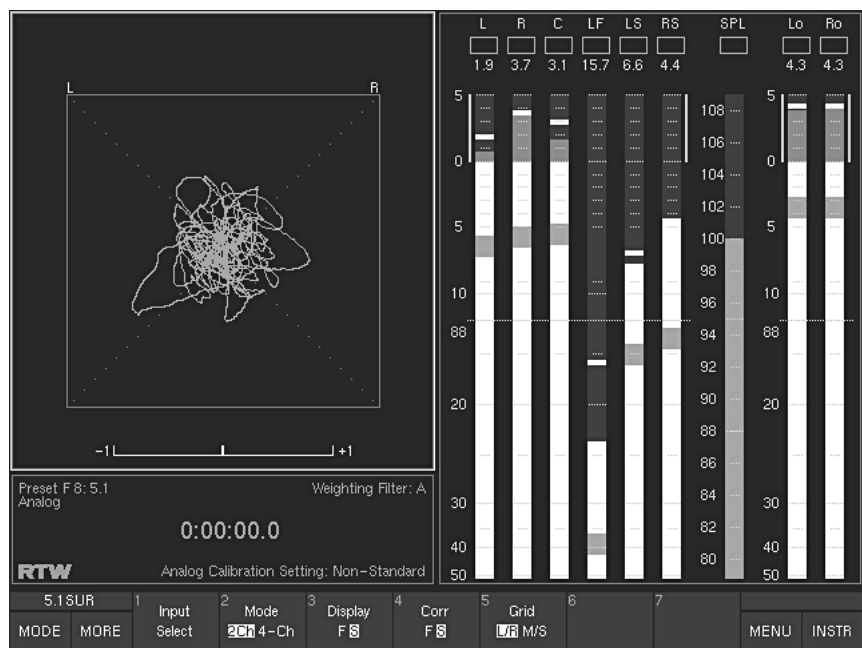 L R C LF LS RS SPL Lo Ro
1.9 3.7 3.1 15.7 6.6 4.4 4.3 4.3
L R
5 5
108
106
0 0
104
102
5 5
100
98
10 10
96
88 94 88
92
90
20 20
88
86
84
30 30
82
40 80 40
50 50
-1 +1
Preset F 8: 5.1 Weighting Filter: A
Analog
0:00:00.0
RTW Analog Calibration Setting: Non-Standard
5.1SUR 1 Input 2 Mode 3 Display 4 Corr 5 Grid 6 7
MODE MORE Select 2Ch 4-Ch F S F S L/R M/S MENU INSTR